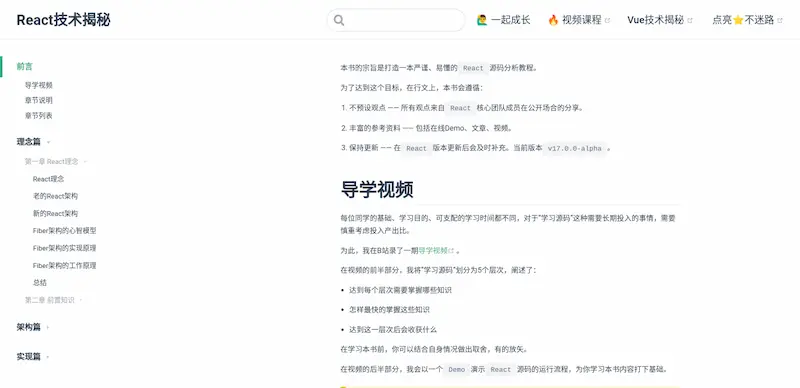 React技术揭秘
🙋‍♂️ 一起成长
🔥 视频课程
Vue技术揭秘
点亮⭐不迷路
前言
导学视频
章节说明
章节列表
理念篇
第一章 React理念
React理念
老的React架构
新的React架构
Fiber架构的心智模型
Fiber架构的实现原理
Fiber架构的工作原理
总结
第二章 前置知识
架构篇
实现篇
本书的宗旨是打造一本严谨、易懂的 React 源码分析教程。
为了达到这个目标，在行文上，本书会遵循：
1. 不预设观点 —— 所有观点来自 React 核心团队成员在公开场合的分享。
2. 丰富的参考资料 —— 包括在线Demo、文章、视频。
3. 保持更新 —— 在 React 版本更新后会及时补充。当前版本 v17.0.0-alpha 。
导学视频
每位同学的基础、学习目的、可支配的学习时间都不同，对于“学习源码”这种需要长期投入的事情，需要
慎重考虑投入产出比。
为此，我在B站录了一期导学视频 。
在视频的前半部分，我将“学习源码”划分为5个层次，阐述了：
• 达到每个层次需要掌握哪些知识
• 怎样最快的掌握这些知识
• 达到这一层次后会收获什么
在学习本书前，你可以结合自身情况做出取舍，有的放矢。
在视频的后半部分，我会以一个 Demo 演示 React 源码的运行流程，为你学习本书内容打下基础。